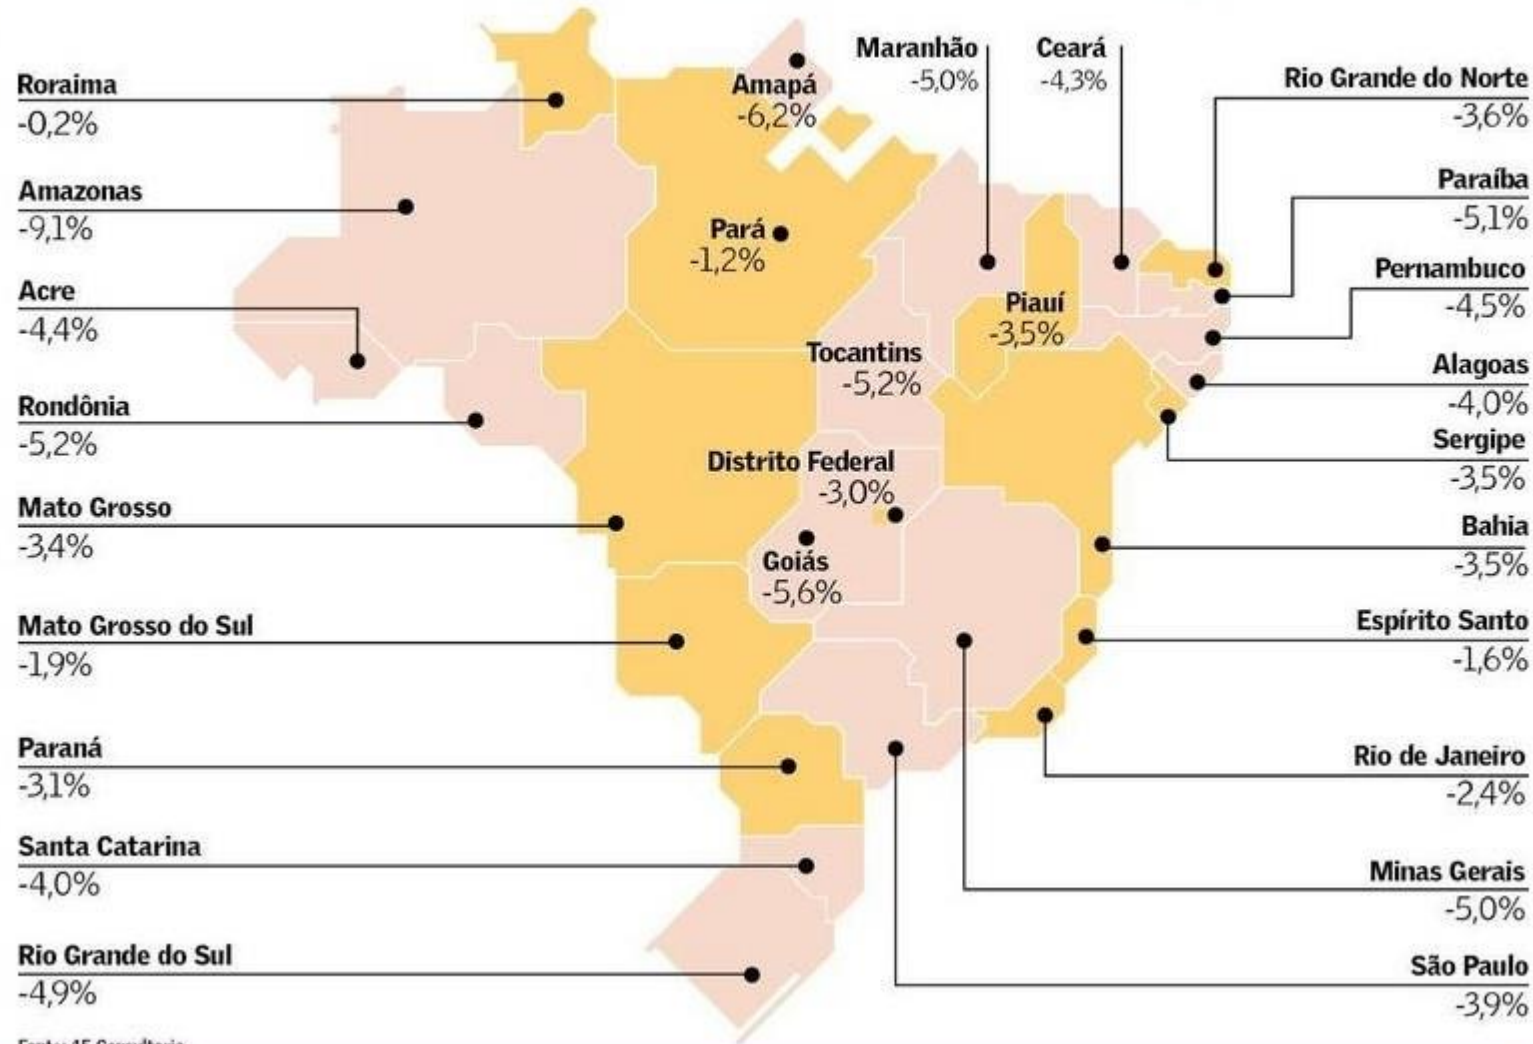 Roraima
-0,2%
Amazonas
-9,1%
Acre
-4,4%
Rondônia
-5,2%
Mato Grosso
-3,4%
Mato Grosso do Sul
-1,9%
Paraná
-3,1%
Santa Catarina
-4,0%
Rio Grande do Sul
-4,9%
Amapá
-6,2%
Pará
-1,2%
Tocantins
-5,2%
Distrito Federal
-3,0%
Goiás
-5,6%
Maranhão
-5,0%
Piauí
-3,5%
Ceará
-4,3%
Rio Grande do Norte
-3,6%
Paraíba
-5,1%
Pernambuco
-4,5%
Alagoas
-4,0%
Sergipe
-3,5%
Bahia
-3,5%
Espírito Santo
-1,6%
Rio de Janeiro
-2,4%
Minas Gerais
-5,0%
São Paulo
-3,9%